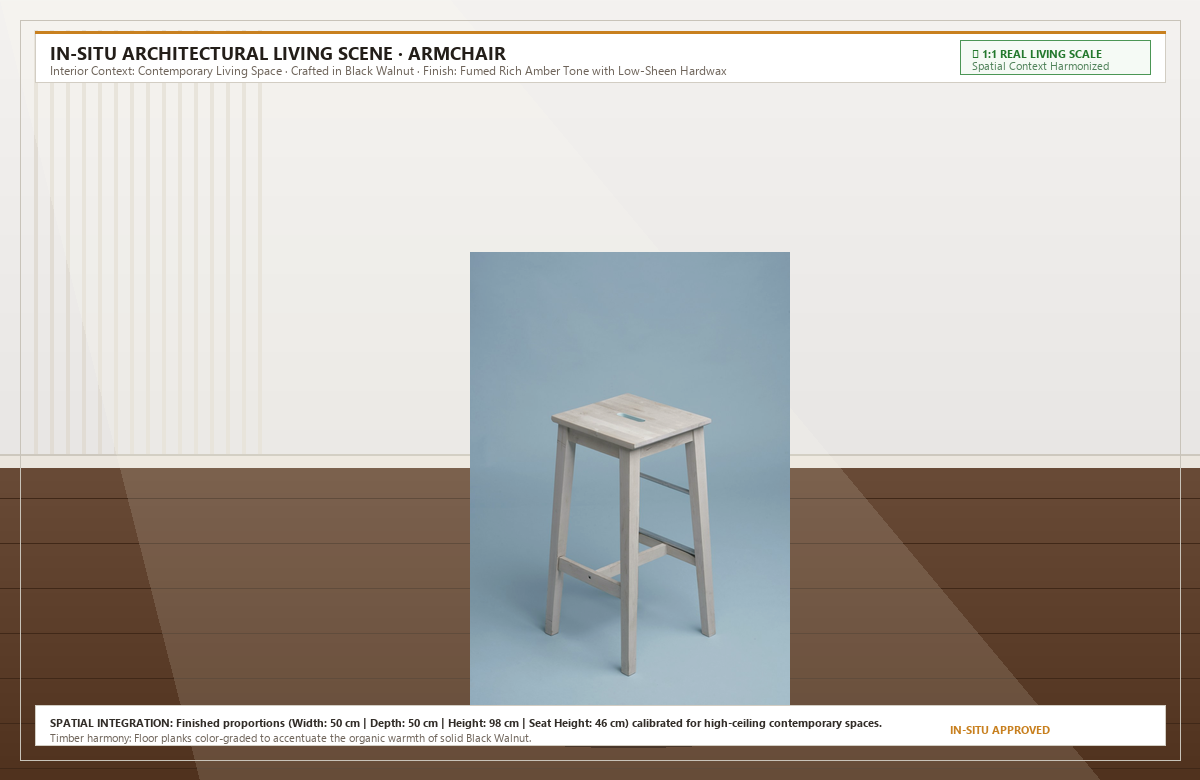 IN-SITU ARCHITECTURAL LIVING SCENE · ARMCHAIR
Interior Context: Contemporary Living Space · Crafted in Black Walnut · Finish: Fumed Rich Amber Tone with Low-Sheen Hardwax
1:1 REAL LIVING SCALE
Spatial Context Harmonized
SPATIAL INTEGRATION: Finished proportions (Width: 50 cm | Depth: 50 cm | Height: 98 cm | Seat Height: 46 cm) calibrated for high-ceiling contemporary spaces.
Timber harmony: Floor planks color-graded to accentuate the organic warmth of solid Black Walnut.
IN-SITU APPROVED